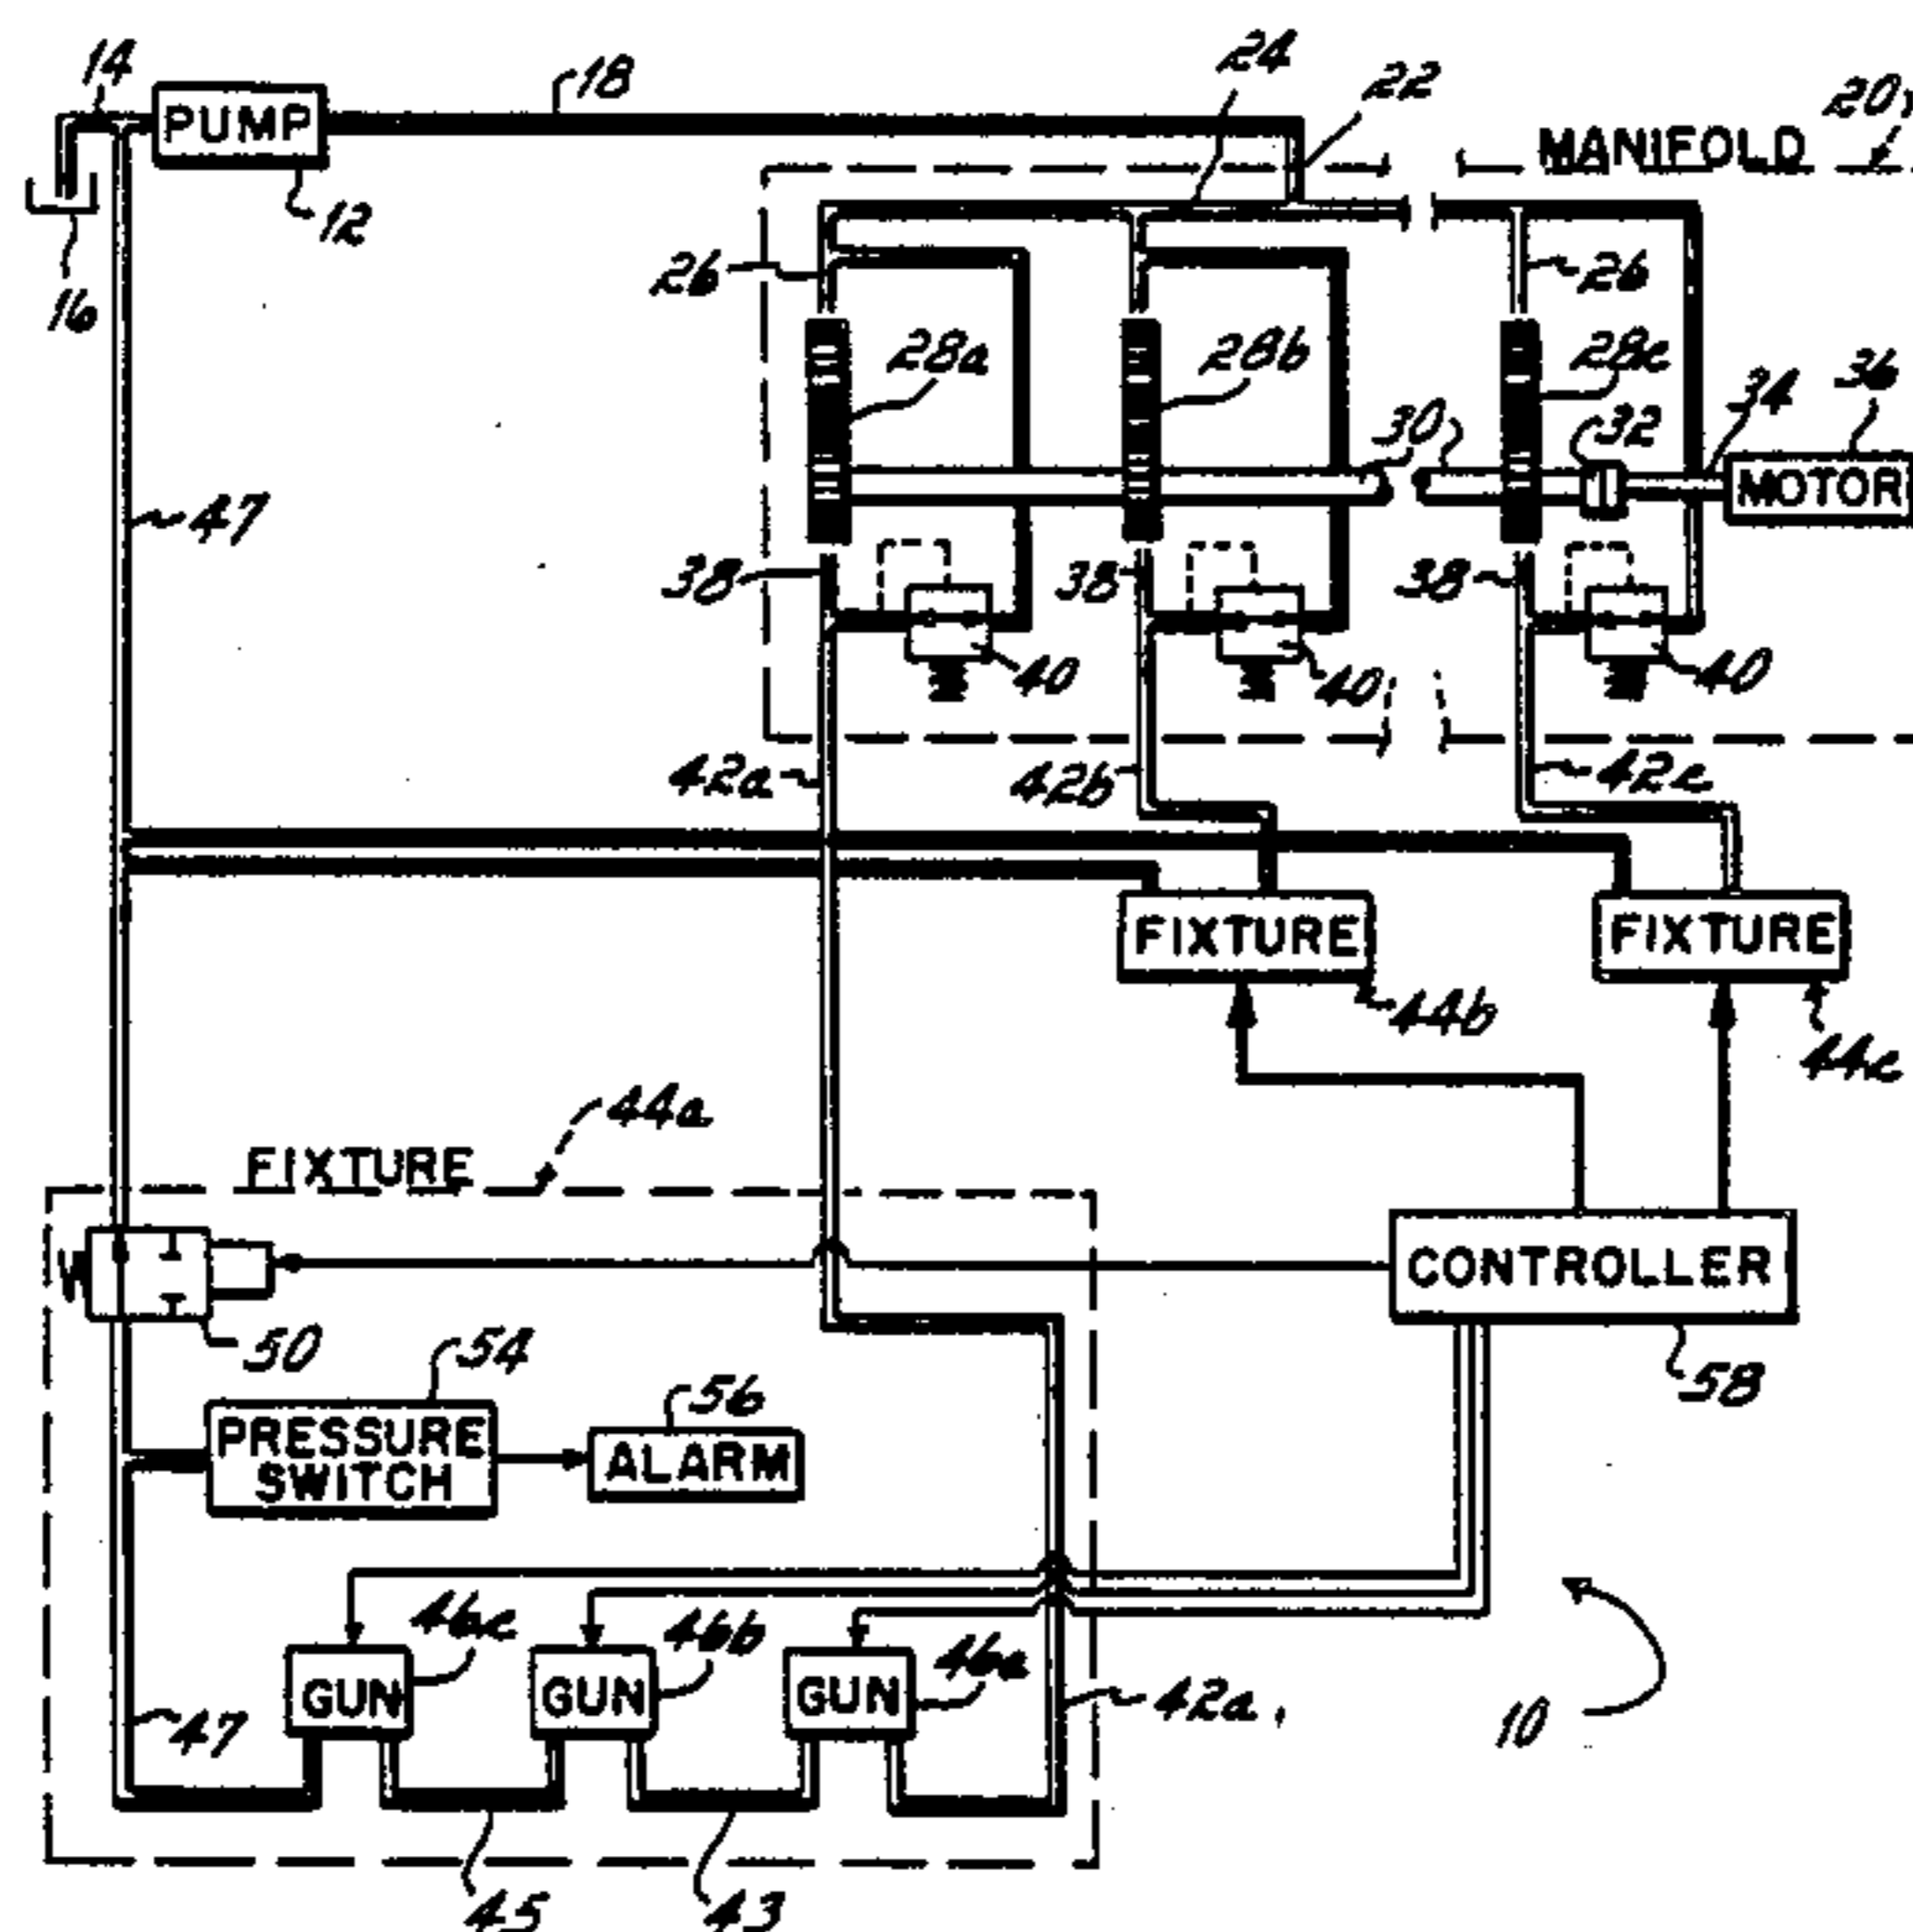 14
PUMP
18
24
22
20
MANIFOLD
16
12
26
26
28a
28b
28c
30
32
34
36
MOTOR
47
38
38
38
40
40
40
42a
42b
42c
FIXTURE
FIXTURE
44b
44c
44a
FIXTURE
CONTROLLER
50
54
58
PRESSURE
SWITCH
56
ALARM
46c
46b
46a
GUN
GUN
GUN
42a
47
10
45
43